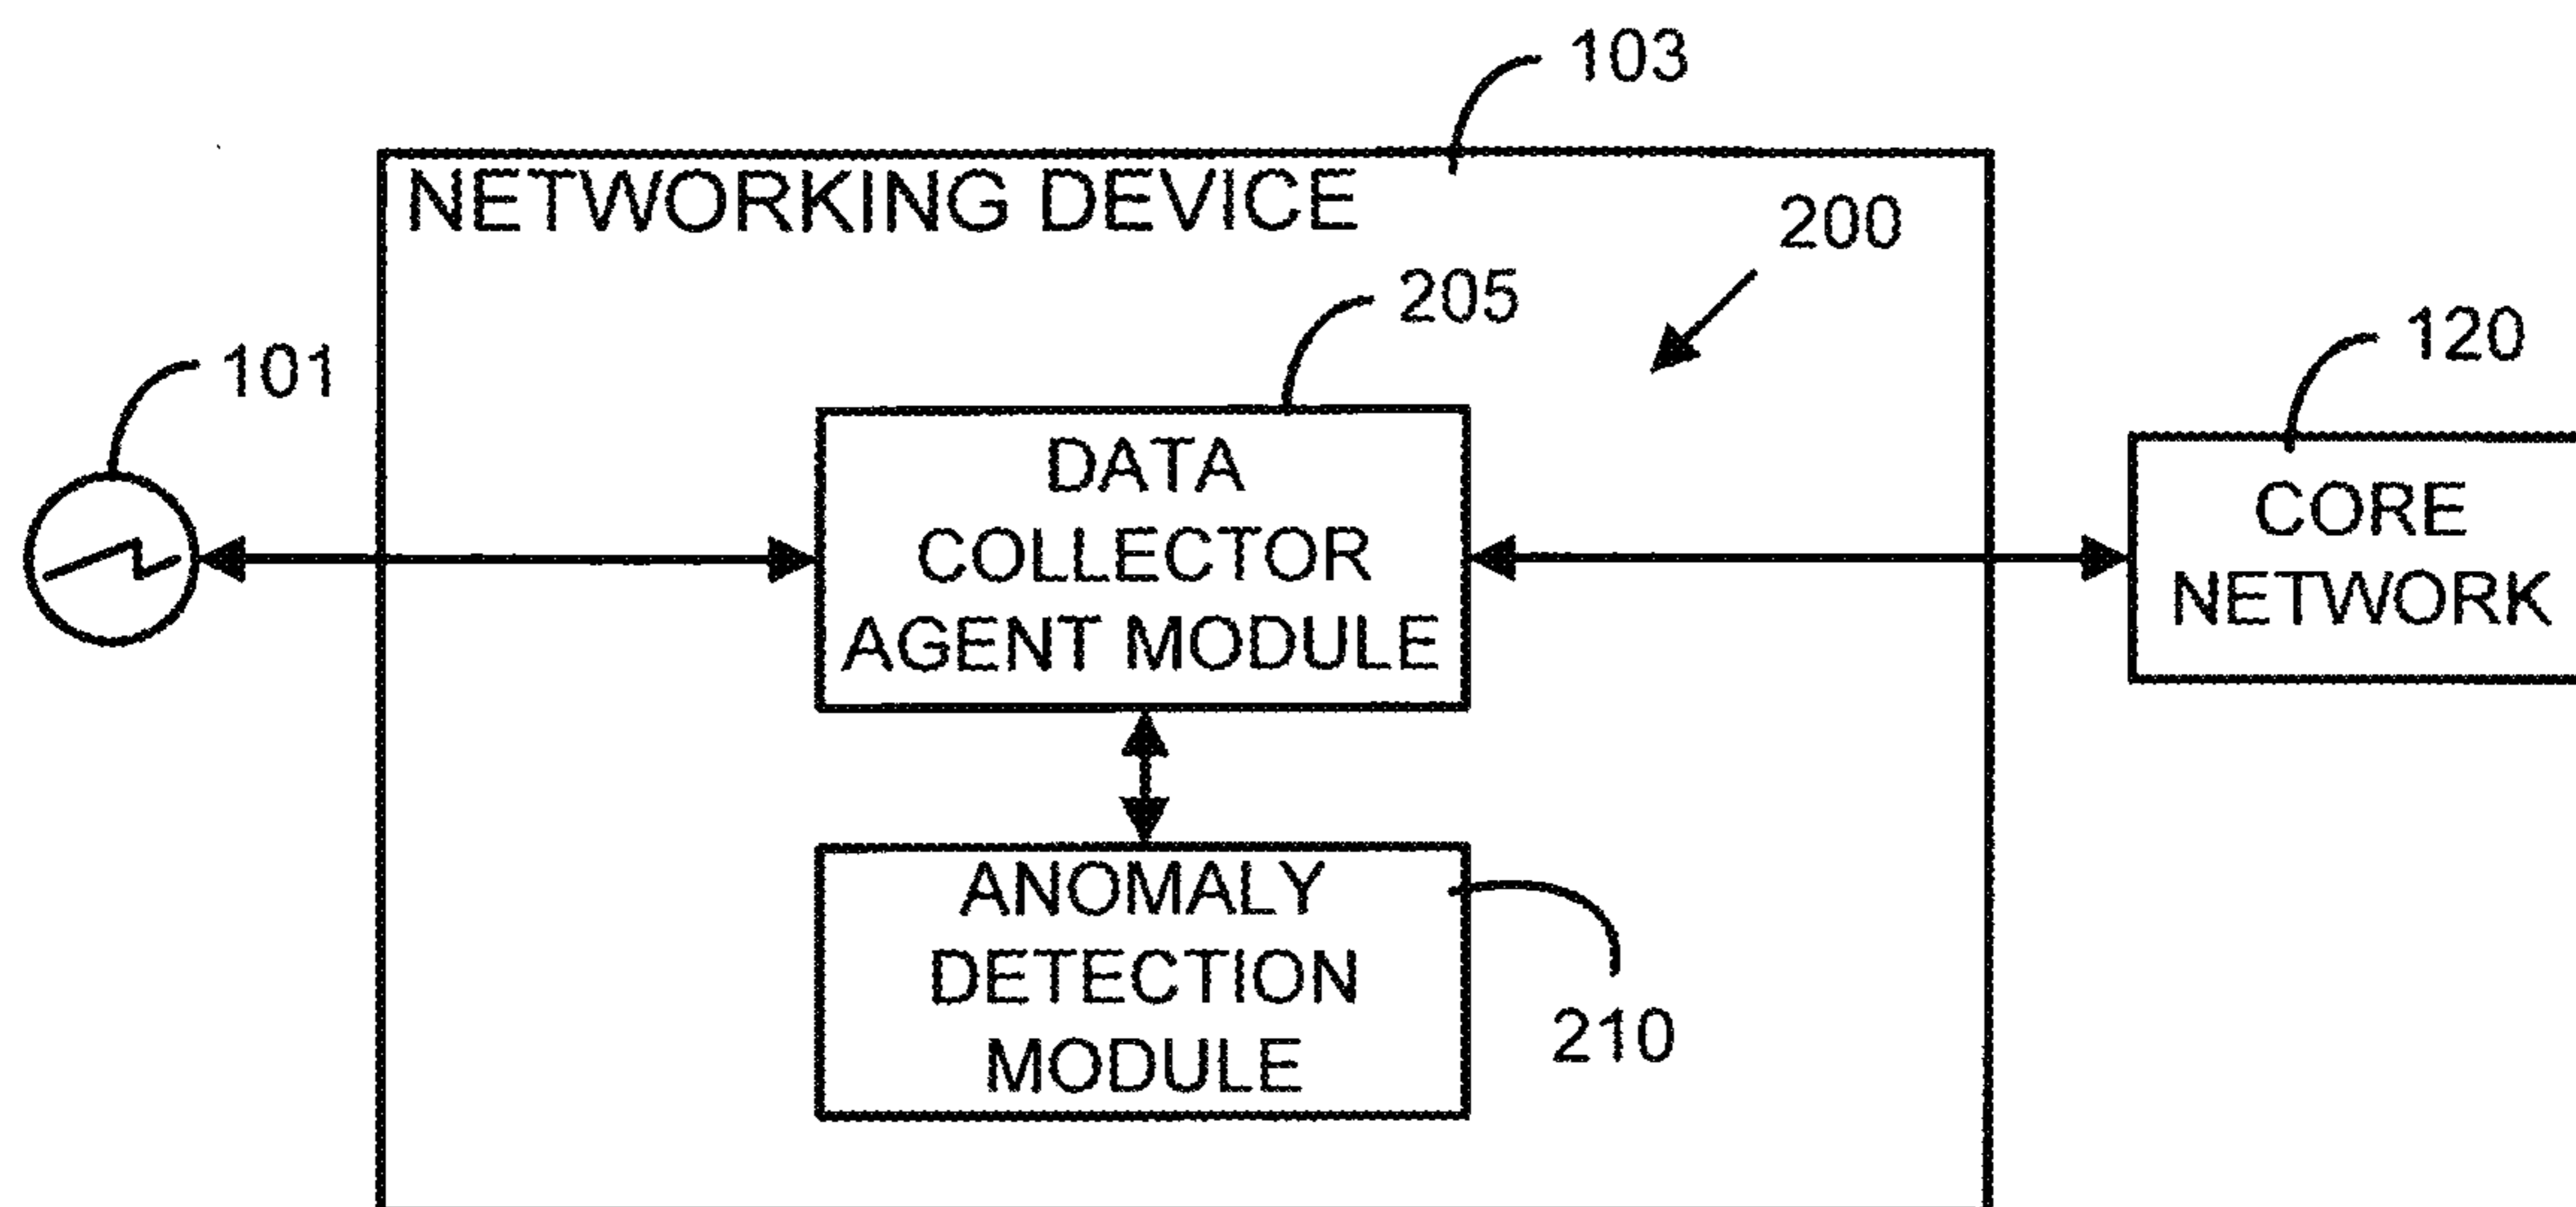 103
NETWORKING DEVICE
200
205
120
101
DATA
COLLECTOR
AGENT MODULE
CORE
NETWORK
ANOMALY
DETECTION
MODULE
210